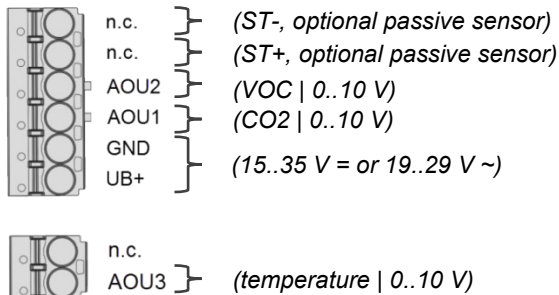 n.c. (ST-, optional passive sensor)
n.c. (ST+, optional passive sensor)
AOU2 (VOC | 0..10 V)
AOU1 (CO2 | 0..10 V)
GND
(15..35 V = or 19..29 V ~)
UB+
n.c.
AOU3 (temperature | 0..10 V)